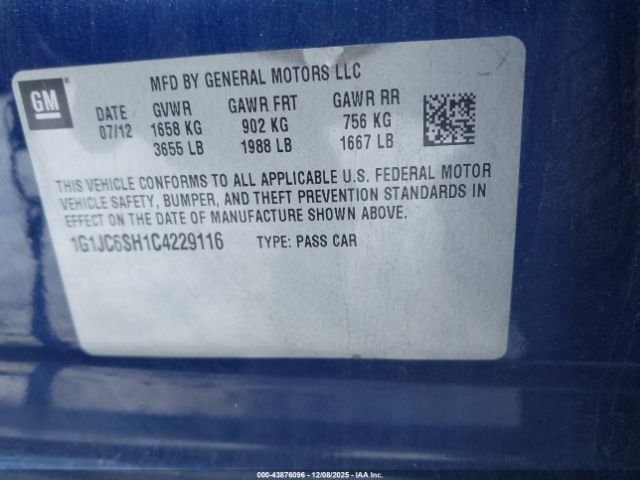 GM
MFD BY GENERAL MOTORS LLC
DATE GVWR GAWR FRT GAWR RR
07/12 1658 KG 902 KG 756 KG
3655 LB 1988 LB 1667 LB
THIS VEHICLE CONFORMS TO ALL APPLICABLE U.S. FEDERAL MOTOR
VEHICLE SAFETY, BUMPER, AND THEFT PREVENTION STANDARDS IN
EFFECT ON THE DATE OF MANUFACTURE SHOWN ABOVE.
1G1JC6SH1C4229116 TYPE: PASS CAR
00-43876096 - 12/08/2025 - IAA Inc.